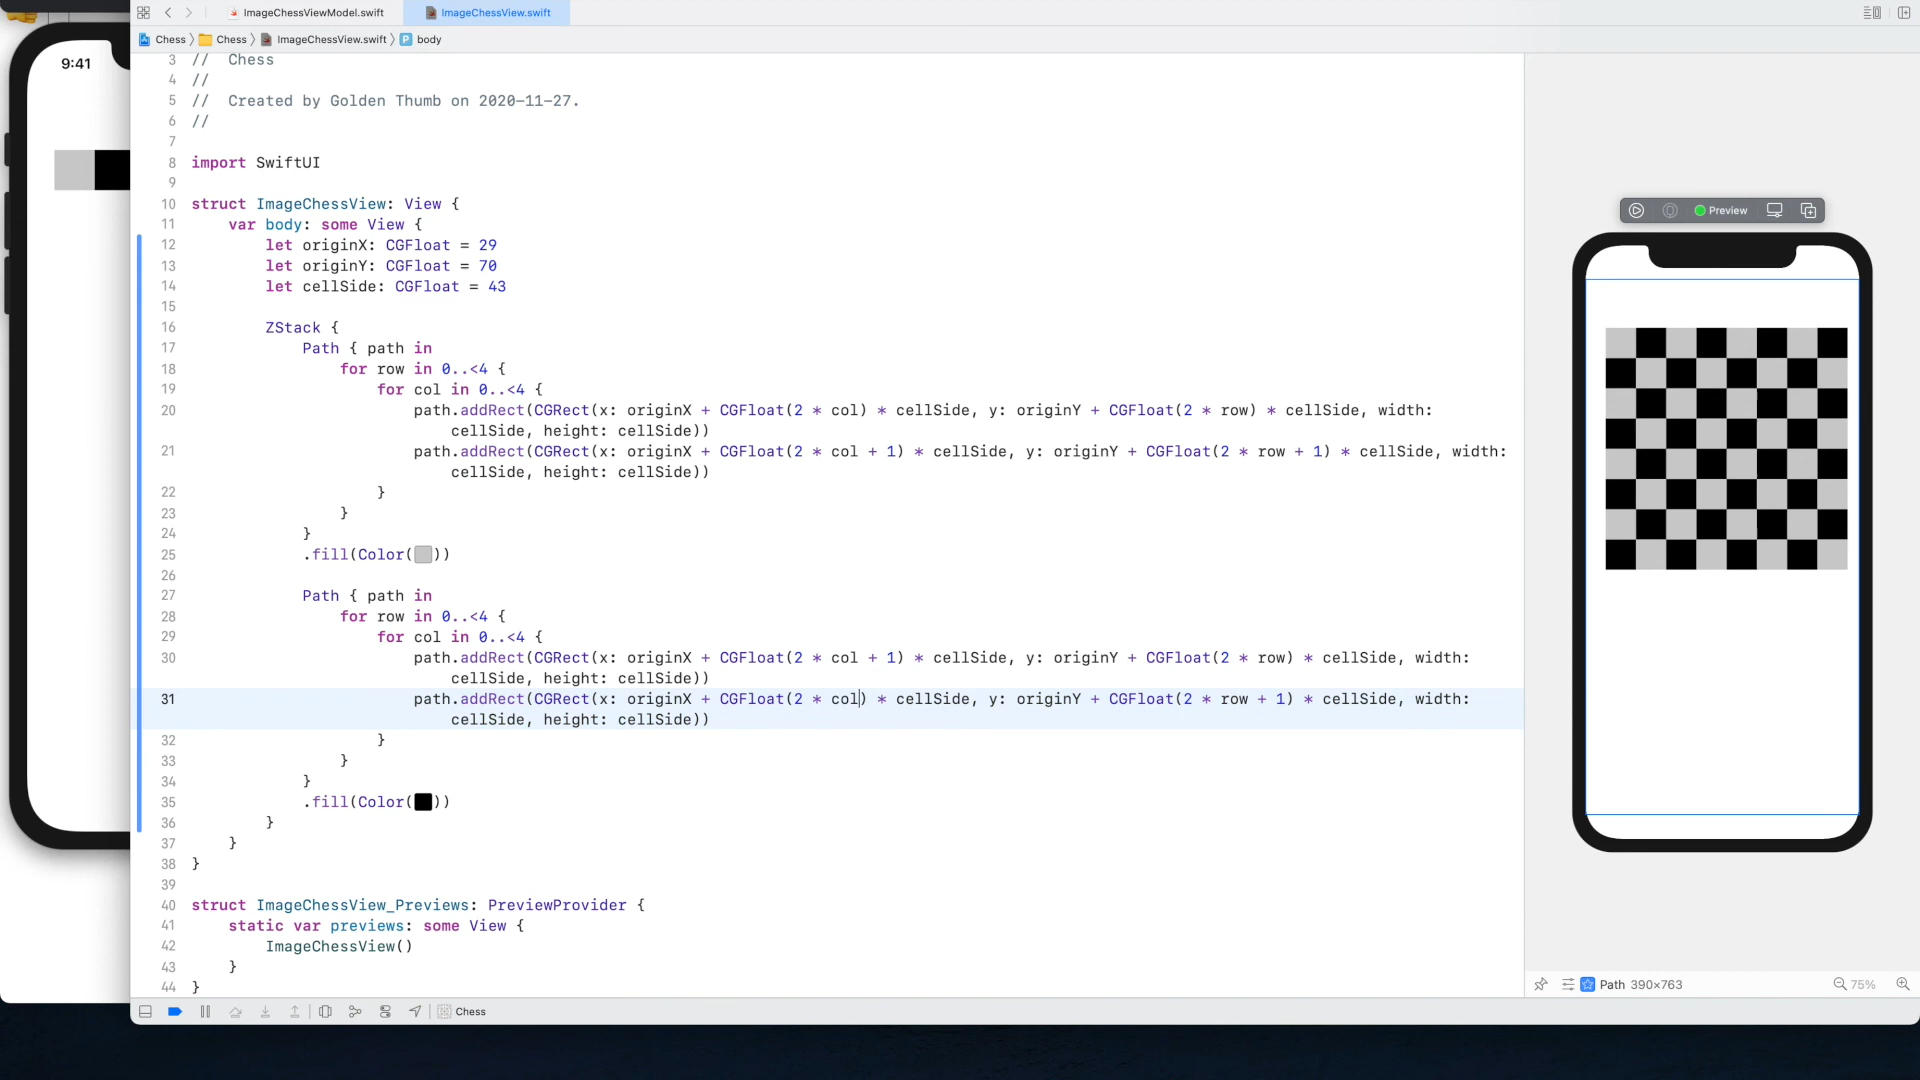 ImageChessViewModel.swift
ImageChessView.swift
Chess
Chess
ImageChessView.swift
P
body
9:41
3 //  Chess
4 //
5 //  Created by Golden Thumb on 2020-11-27.
6 //
7
8 import SwiftUI
9
10 struct ImageChessView: View {
11 var body: some View {
12 let originX: CGFloat = 29
13 let originY: CGFloat = 70
14 let cellSide: CGFloat = 43
15
16 ZStack {
17 Path { path in
18 for row in 0..<4 {
19 for col in 0..<4 {
20 path.addRect(CGRect(x: originX + CGFloat(2 * col) * cellSide, y: originY + CGFloat(2 * row) * cellSide, width:
cellSide, height: cellSide))
21 path.addRect(CGRect(x: originX + CGFloat(2 * col + 1) * cellSide, y: originY + CGFloat(2 * row + 1) * cellSide, width:
cellSide, height: cellSide))
22 }
23 }
24 }
25 .fill(Color( ))
26
27 Path { path in
28 for row in 0..<4 {
29 for col in 0..<4 {
30 path.addRect(CGRect(x: originX + CGFloat(2 * col + 1) * cellSide, y: originY + CGFloat(2 * row) * cellSide, width:
cellSide, height: cellSide))
31 path.addRect(CGRect(x: originX + CGFloat(2 * col) * cellSide, y: originY + CGFloat(2 * row + 1) * cellSide, width:
cellSide, height: cellSide))
32 }
33 }
34 }
35 .fill(Color( ))
36 }
37 }
38 }
39
40 struct ImageChessView_Previews: PreviewProvider {
41 static var previews: some View {
42 ImageChessView()
43 }
44 }
Preview
Path 390×763
75%
Chess